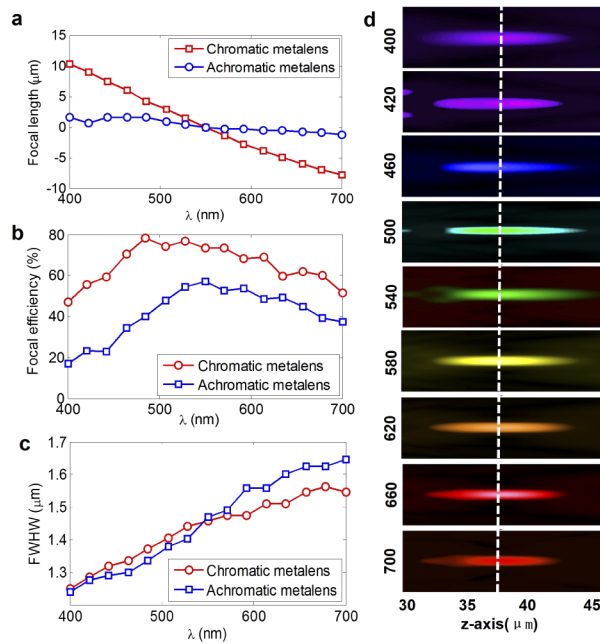 a
15
10
5
0
-5
-10
Focal length (μm)
Chromatic metalens
Achromatic metalens
400
500
600
700
λ (nm)
b
80
60
40
20
0
Focal efficiency (%)
Chromatic metalens
Achromatic metalens
400
500
600
700
λ (nm)
c
1.7
1.6
1.5
1.4
1.3
FWHW (μm)
Chromatic metalens
Achromatic metalens
400
500
600
700
λ (nm)
d
400
420
460
500
540
580
620
660
700
30
35
40
45
z-axis(μm)